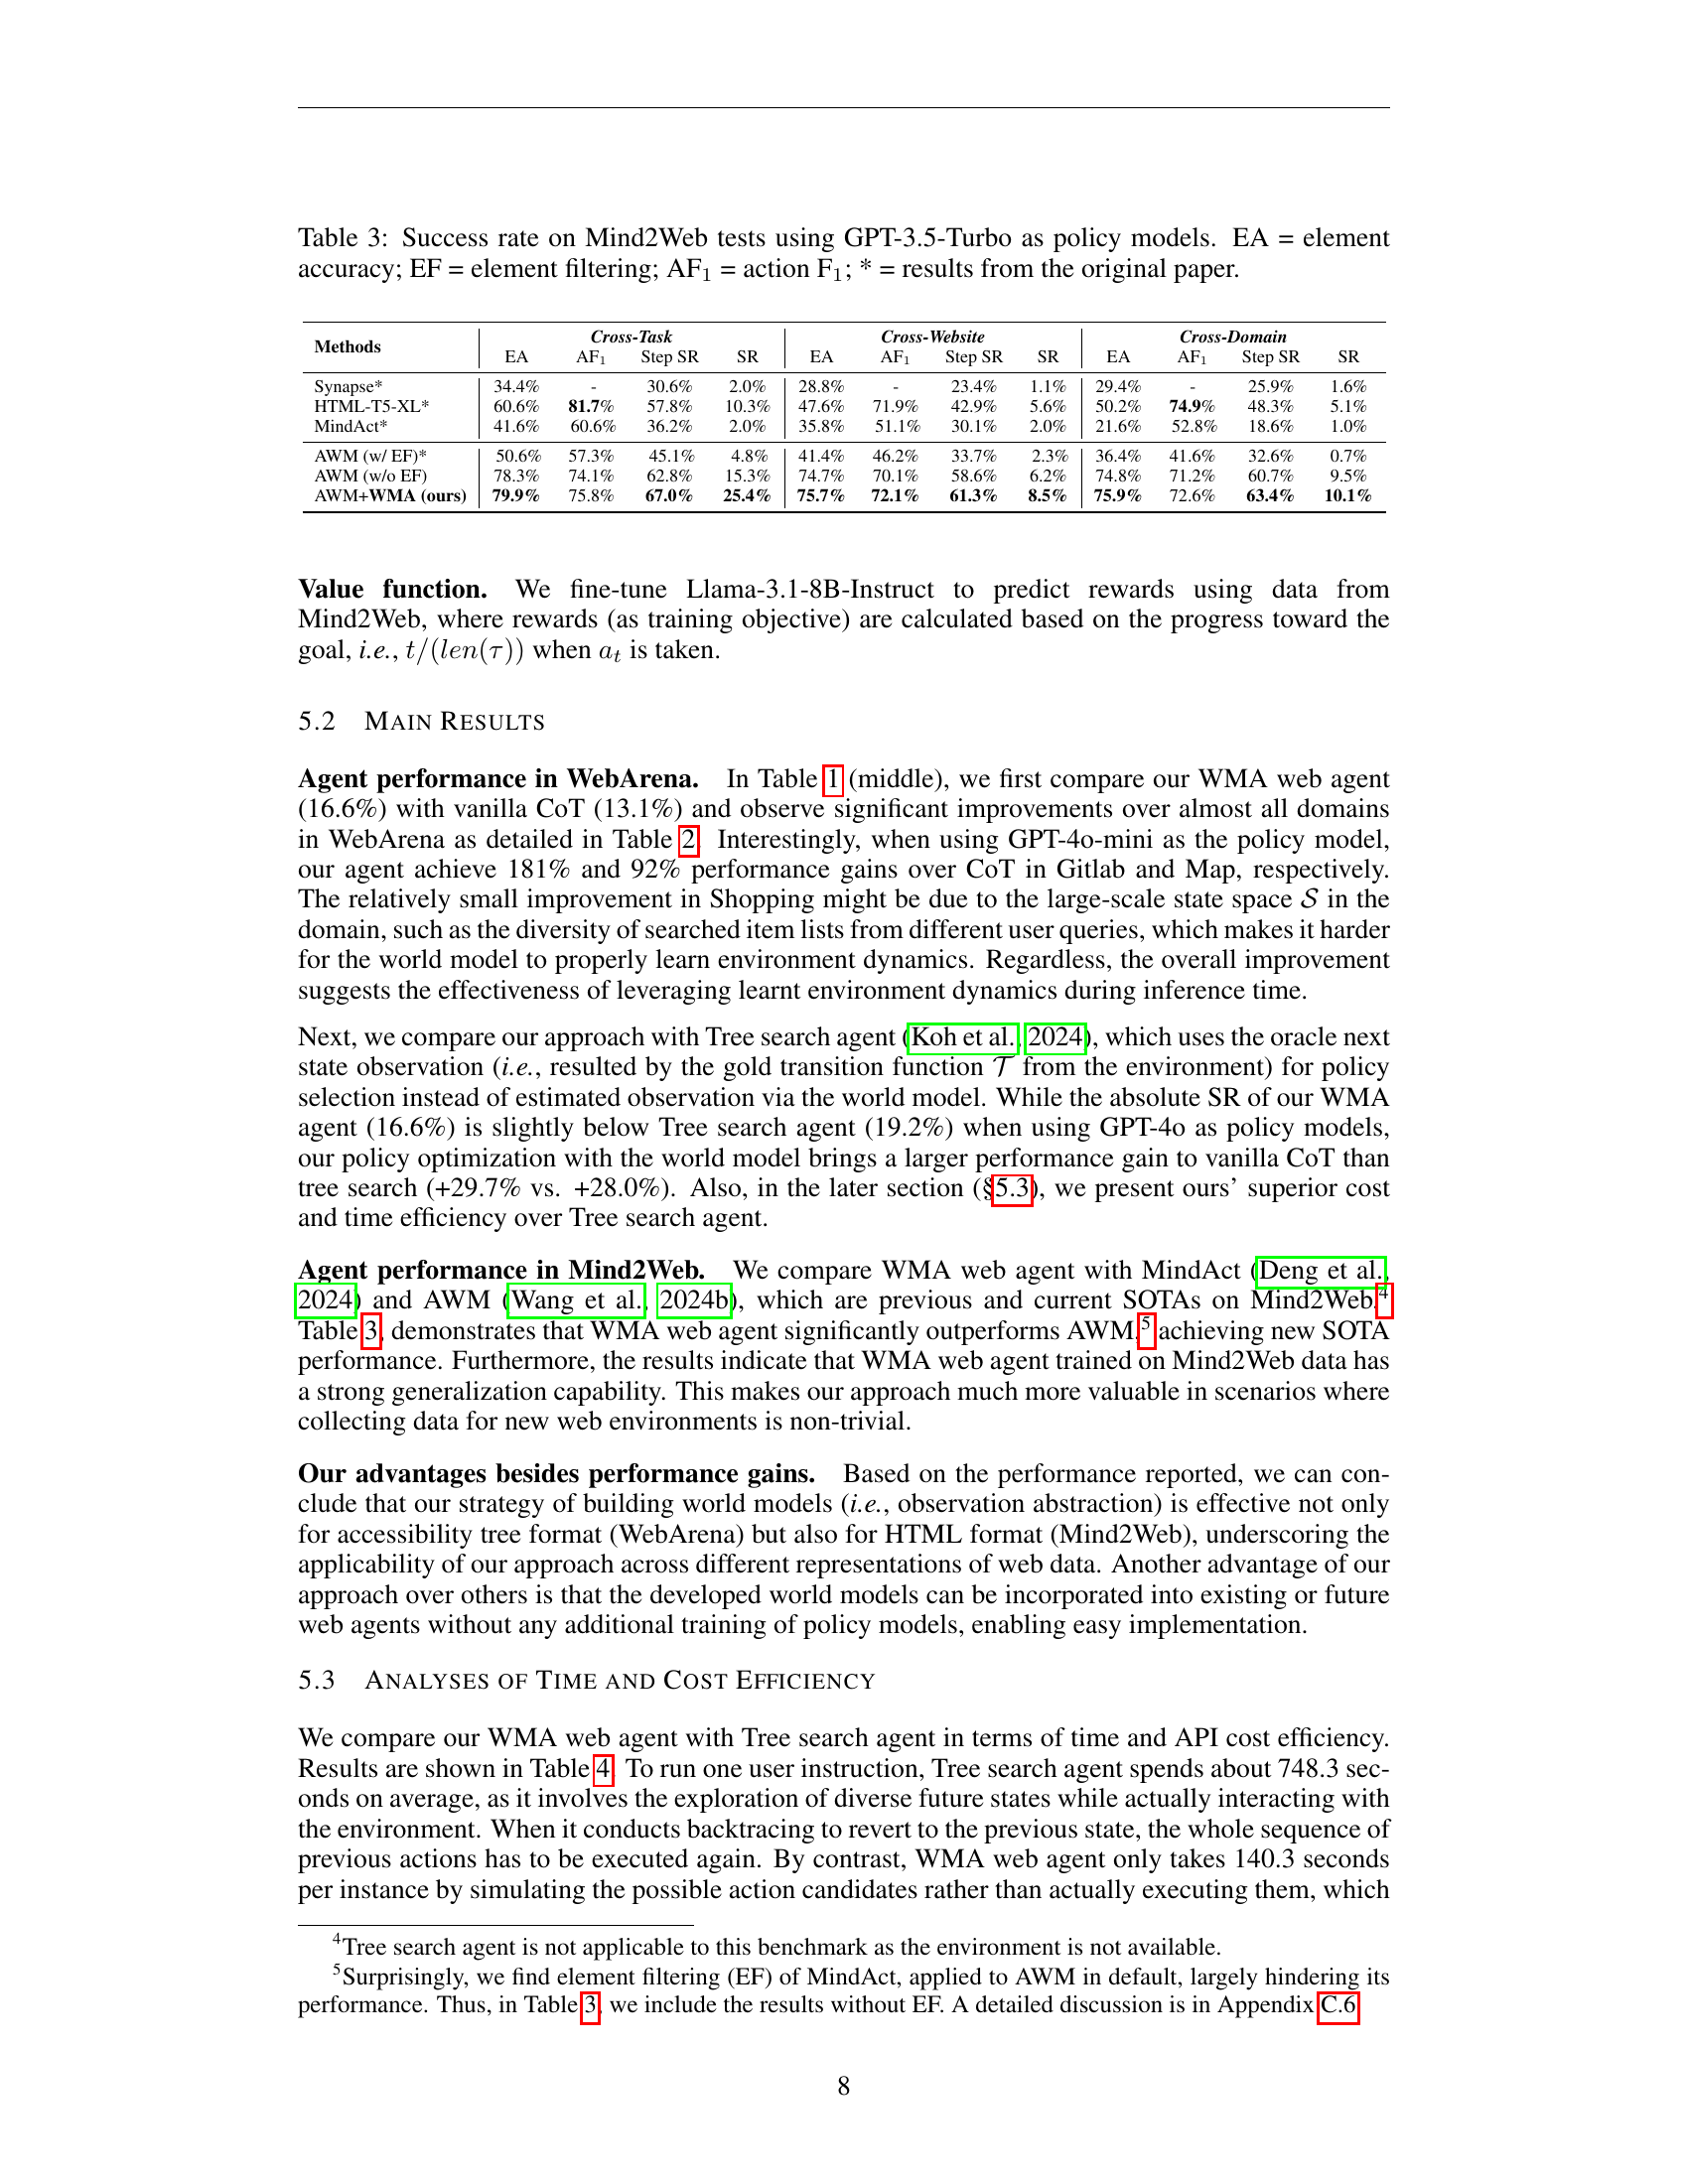 Table 3: Success rate on Mind2Web tests using GPT-3.5-Turbo as policy models. EA = element
accuracy; EF = element filtering; AF1 = action F1; * = results from the original paper.
Methods Cross-Task Cross-Website Cross-Domain
EA AF1 Step SR SR EA AF1 Step SR SR EA AF1 Step SR SR
Synapse* 34.4% - 30.6% 2.0% 28.8% - 23.4% 1.1% 29.4% - 25.9% 1.6%
HTML-T5-XL* 60.6% 81.7% 57.8% 10.3% 47.6% 71.9% 42.9% 5.6% 50.2% 74.9% 48.3% 5.1%
MindAct* 41.6% 60.6% 36.2% 2.0% 35.8% 51.1% 30.1% 2.0% 21.6% 52.8% 18.6% 1.0%
AWM (w/ EF)* 50.6% 57.3% 45.1% 4.8% 41.4% 46.2% 33.7% 2.3% 36.4% 41.6% 32.6% 0.7%
AWM (w/o EF) 78.3% 74.1% 62.8% 15.3% 74.7% 70.1% 58.6% 6.2% 74.8% 71.2% 60.7% 9.5%
AWM+WMA (ours) 79.9% 75.8% 67.0% 25.4% 75.7% 72.1% 61.3% 8.5% 75.9% 72.6% 63.4% 10.1%
Value function. We fine-tune Llama-3.1-8B-Instruct to predict rewards using data from
Mind2Web, where rewards (as training objective) are calculated based on the progress toward the
goal, i.e., t/(len(τ)) when a_t is taken.
5.2 MAIN RESULTS
Agent performance in WebArena. In Table 1 (middle), we first compare our WMA web agent
(16.6%) with vanilla CoT (13.1%) and observe significant improvements over almost all domains
in WebArena as detailed in Table 2. Interestingly, when using GPT-4o-mini as the policy model,
our agent achieve 181% and 92% performance gains over CoT in Gitlab and Map, respectively.
The relatively small improvement in Shopping might be due to the large-scale state space S in the
domain, such as the diversity of searched item lists from different user queries, which makes it harder
for the world model to properly learn environment dynamics. Regardless, the overall improvement
suggests the effectiveness of leveraging learnt environment dynamics during inference time.
Next, we compare our approach with Tree search agent (Koh et al., 2024), which uses the oracle next
state observation (i.e., resulted by the gold transition function T from the environment) for policy
selection instead of estimated observation via the world model. While the absolute SR of our WMA
agent (16.6%) is slightly below Tree search agent (19.2%) when using GPT-4o as policy models,
our policy optimization with the world model brings a larger performance gain to vanilla CoT than
tree search (+29.7% vs. +28.0%). Also, in the later section (§5.3), we present ours' superior cost
and time efficiency over Tree search agent.
Agent performance in Mind2Web. We compare WMA web agent with MindAct (Deng et al.,
2024) and AWM (Wang et al., 2024b), which are previous and current SOTAs on Mind2Web.4
Table 3, demonstrates that WMA web agent significantly outperforms AWM,5 achieving new SOTA
performance. Furthermore, the results indicate that WMA web agent trained on Mind2Web data has
a strong generalization capability. This makes our approach much more valuable in scenarios where
collecting data for new web environments is non-trivial.
Our advantages besides performance gains. Based on the performance reported, we can con-
clude that our strategy of building world models (i.e., observation abstraction) is effective not only
for accessibility tree format (WebArena) but also for HTML format (Mind2Web), underscoring the
applicability of our approach across different representations of web data. Another advantage of our
approach over others is that the developed world models can be incorporated into existing or future
web agents without any additional training of policy models, enabling easy implementation.
5.3 ANALYSES OF TIME AND COST EFFICIENCY
We compare our WMA web agent with Tree search agent in terms of time and API cost efficiency.
Results are shown in Table 4. To run one user instruction, Tree search agent spends about 748.3 sec-
onds on average, as it involves the exploration of diverse future states while actually interacting with
the environment. When it conducts backtracing to revert to the previous state, the whole sequence of
previous actions has to be executed again. By contrast, WMA web agent only takes 140.3 seconds
per instance by simulating the possible action candidates rather than actually executing them, which
4Tree search agent is not applicable to this benchmark as the environment is not available.
5Surprisingly, we find element filtering (EF) of MindAct, applied to AWM in default, largely hindering its
performance. Thus, in Table 3, we include the results without EF. A detailed discussion is in Appendix C.6
8